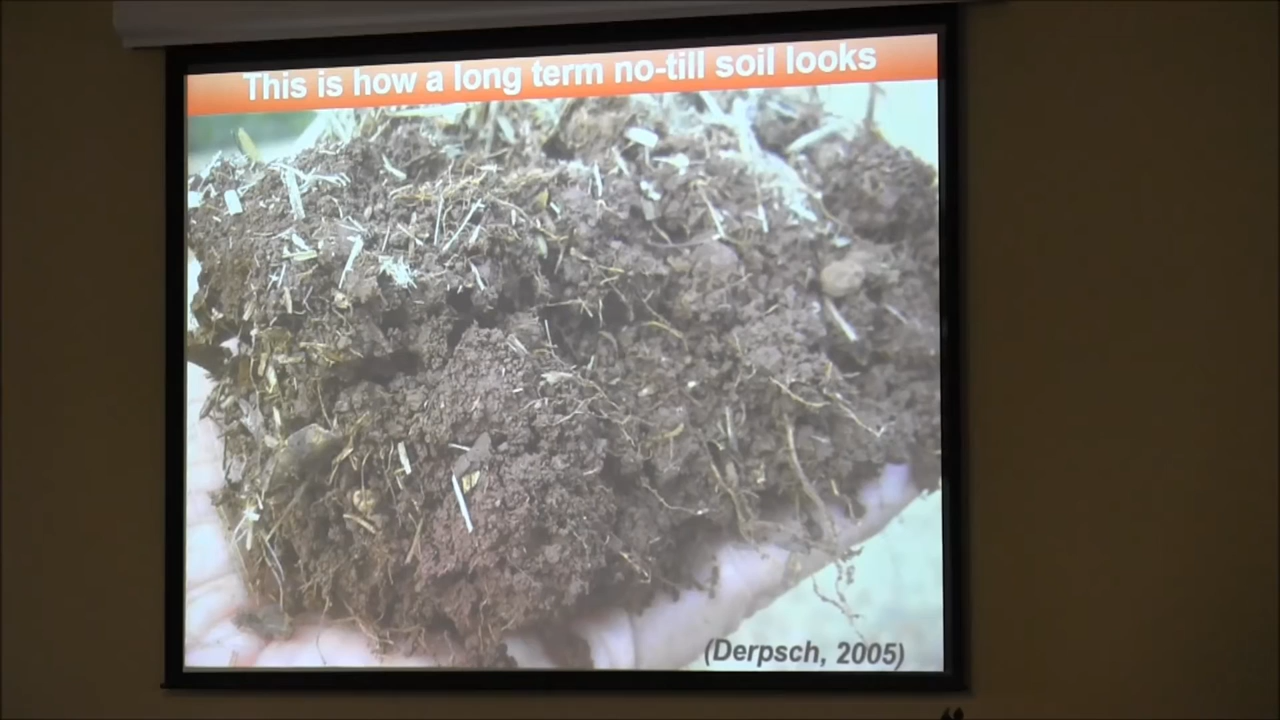 This is how a long term no-till soil looks
(Derpsch, 2005)